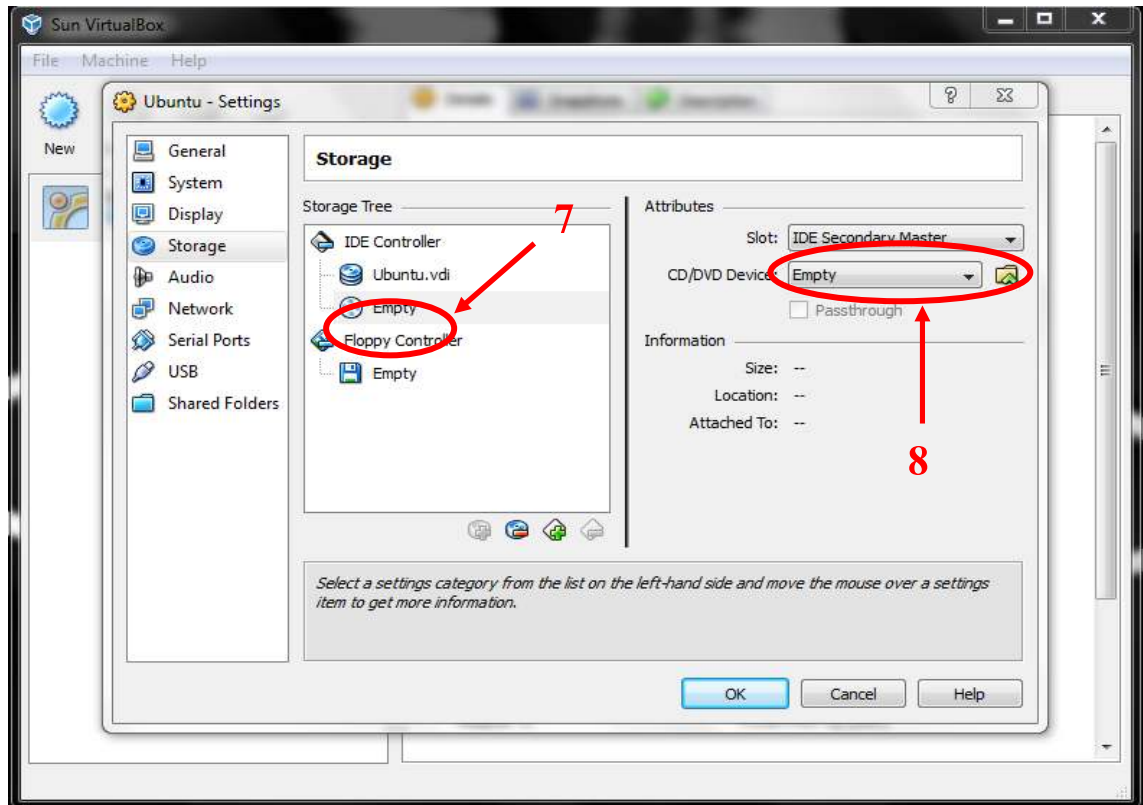 Sun VirtualBox
File Machine Help
Ubuntu - Settings
New
General
System
Display
Storage
Audio
Network
Serial Ports
USB
Shared Folders
Storage
Storage Tree
7
IDE Controller
Ubuntu.vdi
Empty
Floppy Controller
Empty
Attributes
Slot: IDE Secondary Master
CD/DVD Device: Empty
Passthrough
Information
Size: --
Location: --
Attached To: --
8
Select a settings category from the list on the left-hand side and move the mouse over a settings
item to get more information.
OK Cancel Help